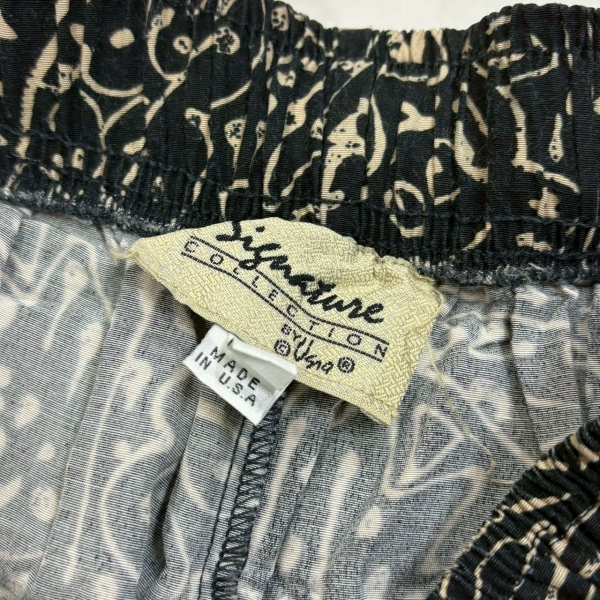 Signature
COLLECTION
BY
© Usna ®
L
MADE
IN U.S.A